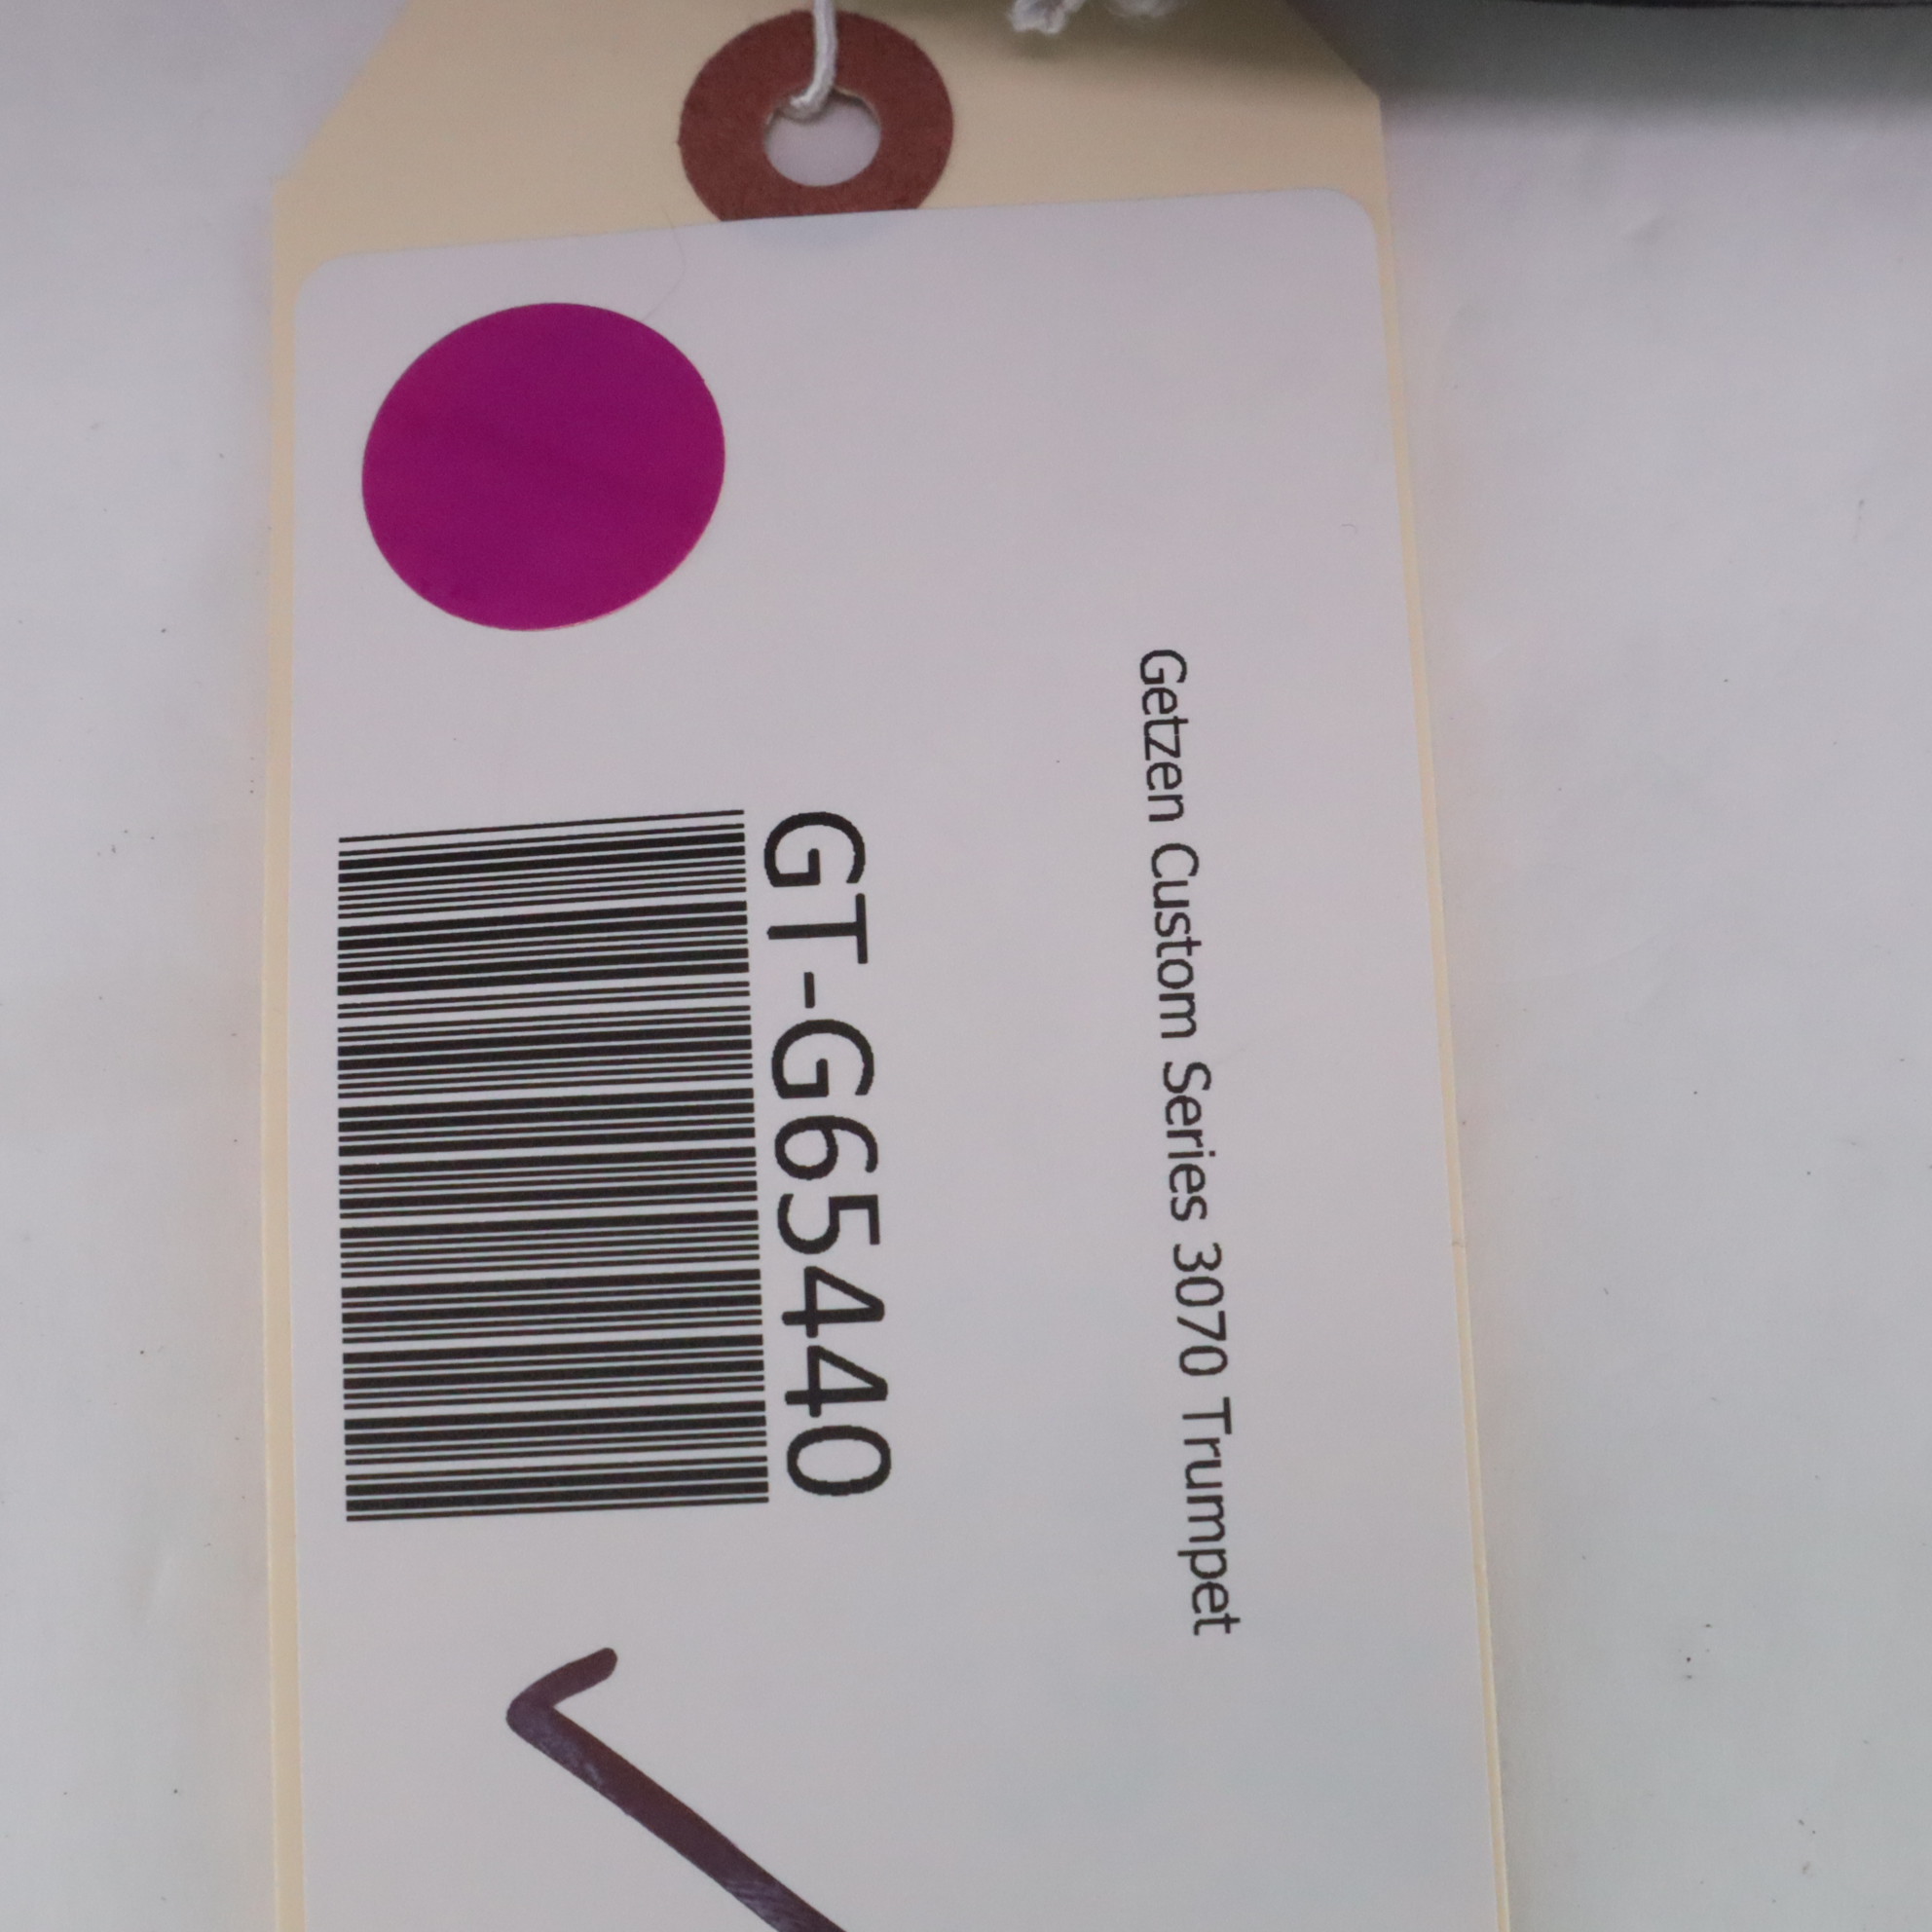 Getzen Custom Series 3070 Trumpet
GT-G65440